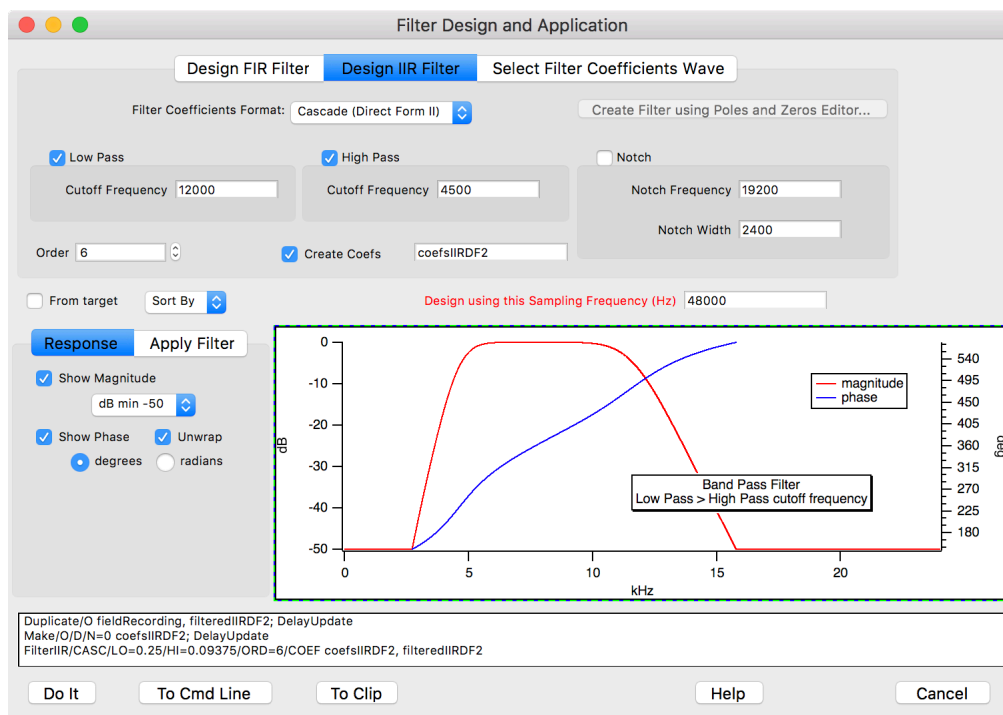 Filter Design and Application
Design FIR Filter Design IIR Filter Select Filter Coefficients Wave
Filter Coefficients Format: Cascade (Direct Form II) Create Filter using Poles and Zeros Editor...
Low Pass High Pass Notch
Cutoff Frequency 12000 Cutoff Frequency 4500 Notch Frequency 19200
Notch Width 2400
Order 6 Create Coefs coefsIIRDF2
From target Sort By Design using this Sampling Frequency (Hz) 48000
Response Apply Filter
Show Magnitude
dB min -50
Show Phase Unwrap
degrees radians
0
-10
-20
-30
-40
-50
dB
0 5 10 15 20
kHz
540
495
450
405
360
315
270
225
180
deg
magnitude
phase
Band Pass Filter
Low Pass > High Pass cutoff frequency
Duplicate/O fieldRecording, filteredIIRDF2; DelayUpdate
Make/O/D/N=0 coefsIIRDF2; DelayUpdate
FilterIIR/CASC/LO=0.25/HI=0.09375/ORD=6/COEF coefsIIRDF2, filteredIIRDF2
Do It To Cmd Line To Clip Help Cancel